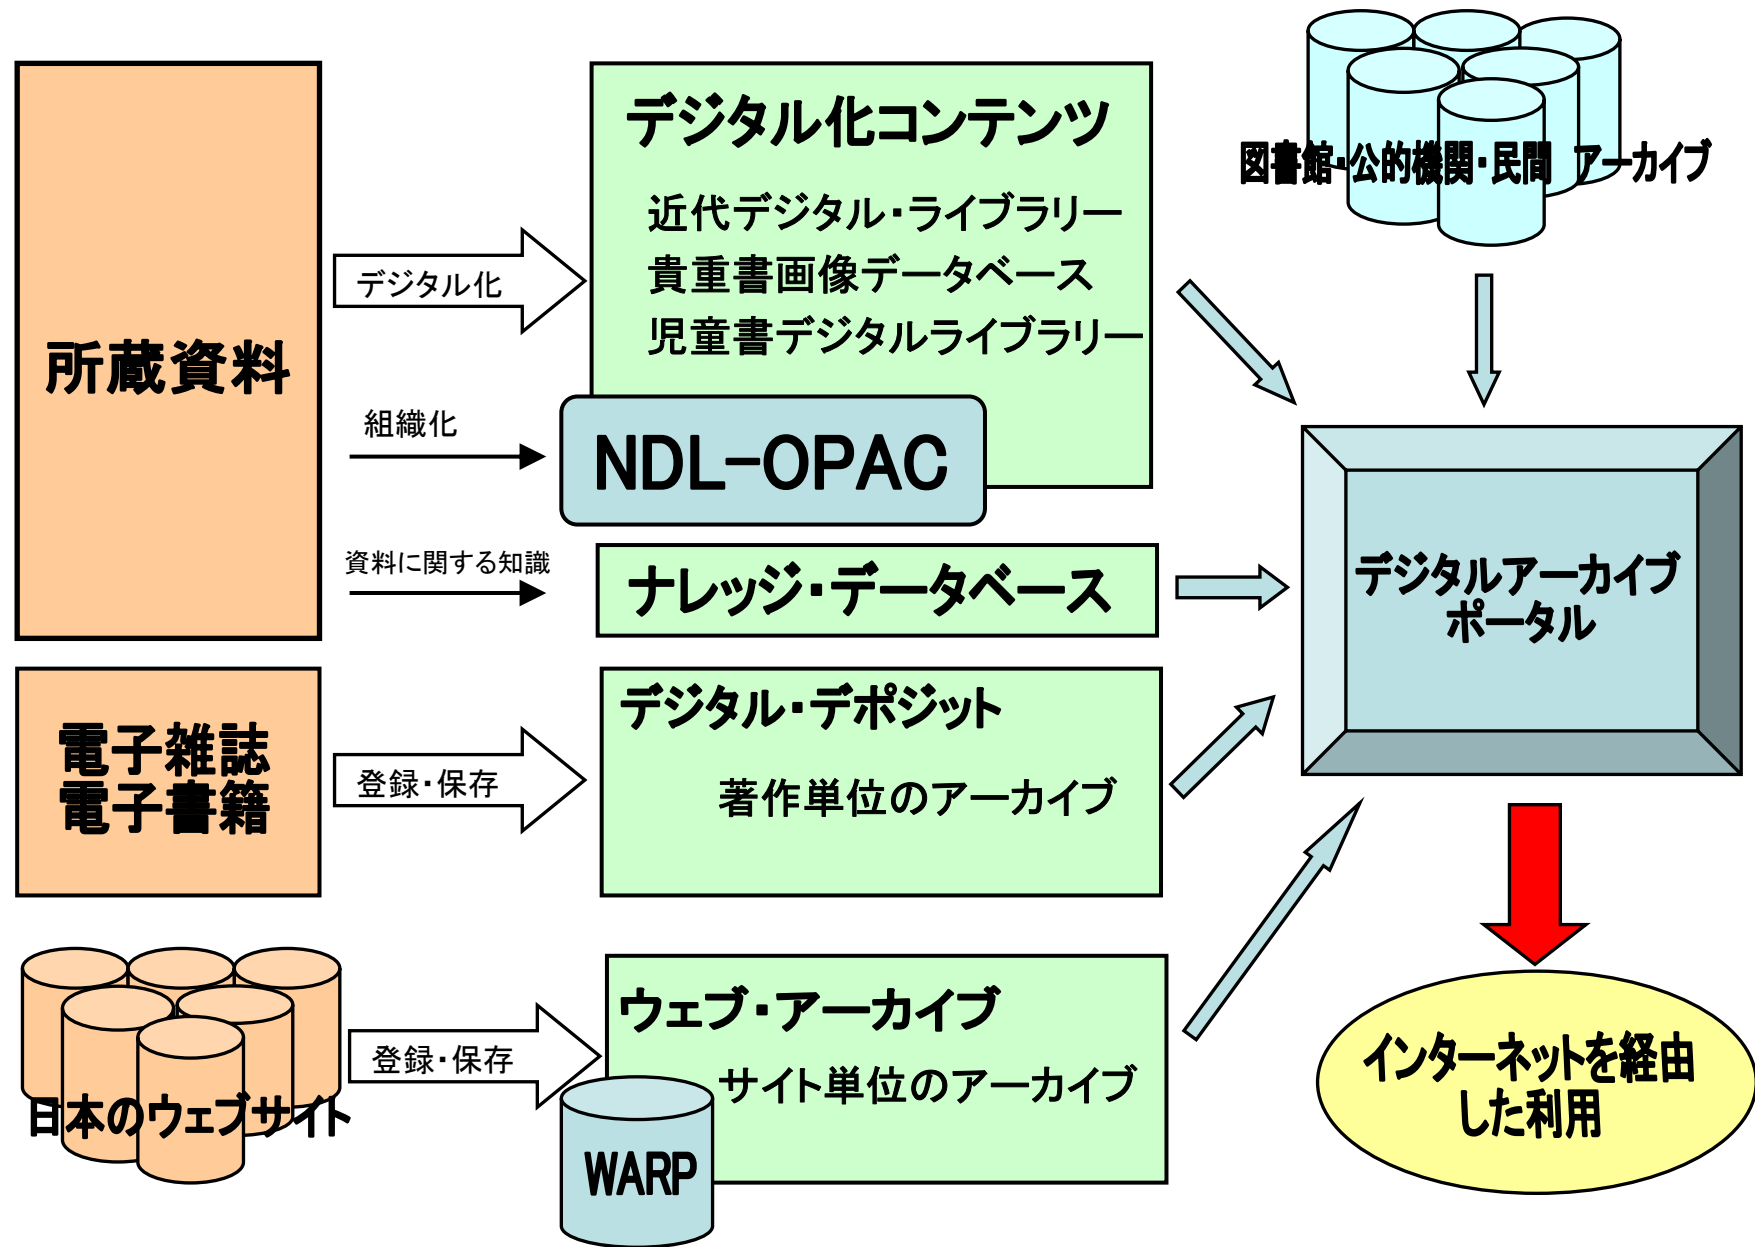 図書館・公的機関・民間 アーカイブ
所蔵資料
デジタル化
デジタル化コンテンツ
近代デジタル・ライブラリー
貴重書画像データベース
児童書デジタルライブラリー
組織化
NDL-OPAC
資料に関する知識
ナレッジ・データベース
デジタルアーカイブ
ポータル
電子雑誌
電子書籍
登録・保存
デジタル・デポジット
著作単位のアーカイブ
日本のウェブサイト
登録・保存
ウェブ・アーカイブ
サイト単位のアーカイブ
WARP
インターネットを経由
した利用